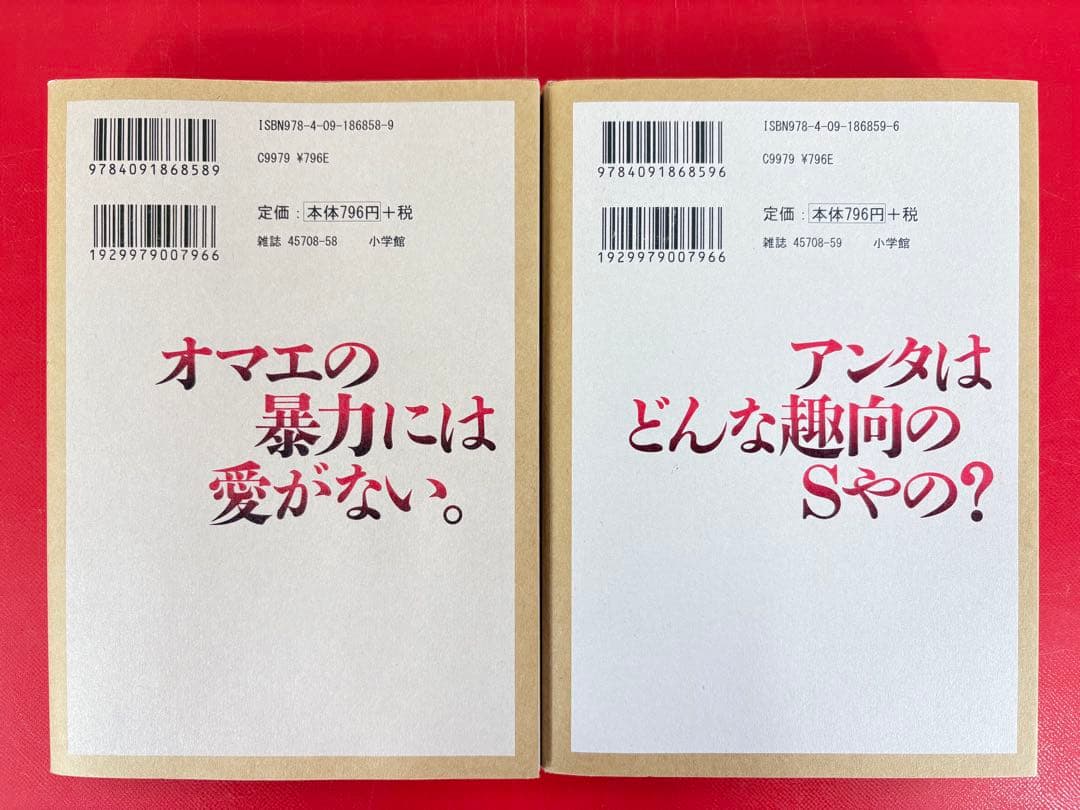 ISBN978-4-09-186858-9
9784091868589
C9979 ¥796E
定価：本体796円+税
1929979007966
雑誌 45708-58 小学館
オマエの
暴力には
愛がない。
ISBN978-4-09-186859-6
9784091868596
C9979 ¥796E
定価：本体796円+税
1929979007966
雑誌 45708-59 小学館
アンタは
どんな趣向の
Sやの?